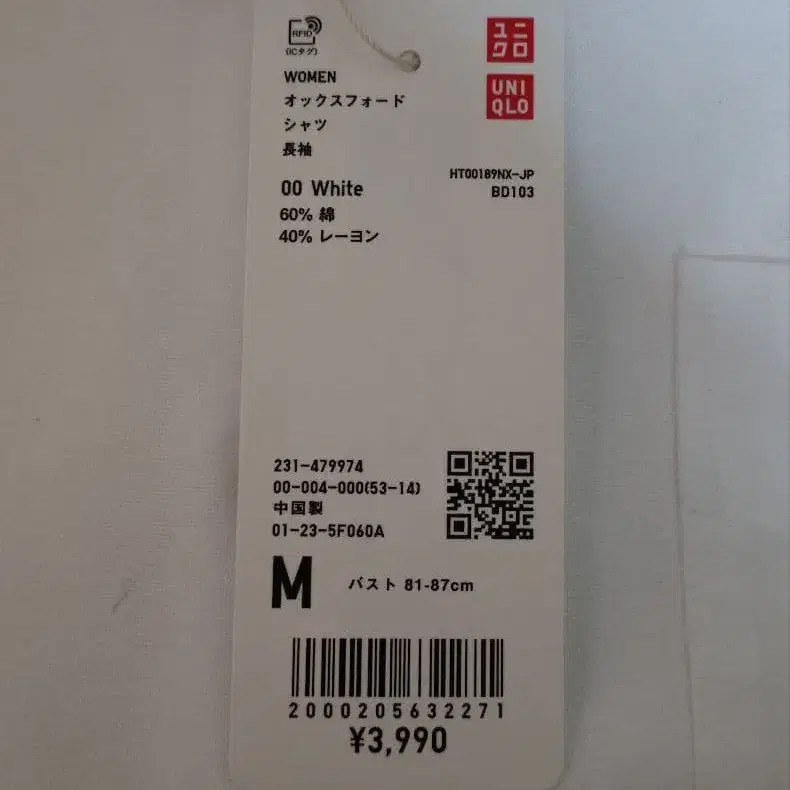 RFID
(ICタグ)
ユニ
クロ
UNI
QLO
WOMEN
オックスフォード
シャツ
長袖
HT00189NX-JP
BD103
00 White
60% 綿
40% レーヨン
231-479974
00-004-000(53-14)
中国製
01-23-5F060A
M バスト 81-87cm
2000205632271
¥3,990